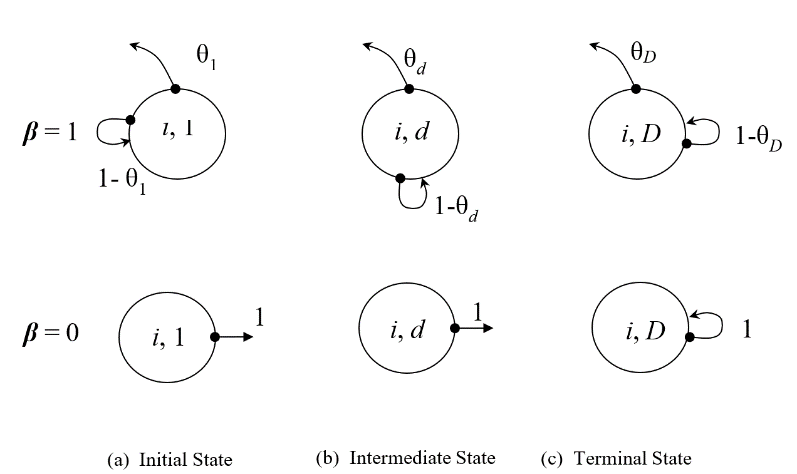 θ1 θd θD
β = 1 ı, 1 i, d i, D 1-θD
1- θ1 1-θd
β = 0 i, 1 1 i, d 1 i, D 1
(a) Initial State (b) Intermediate State (c) Terminal State